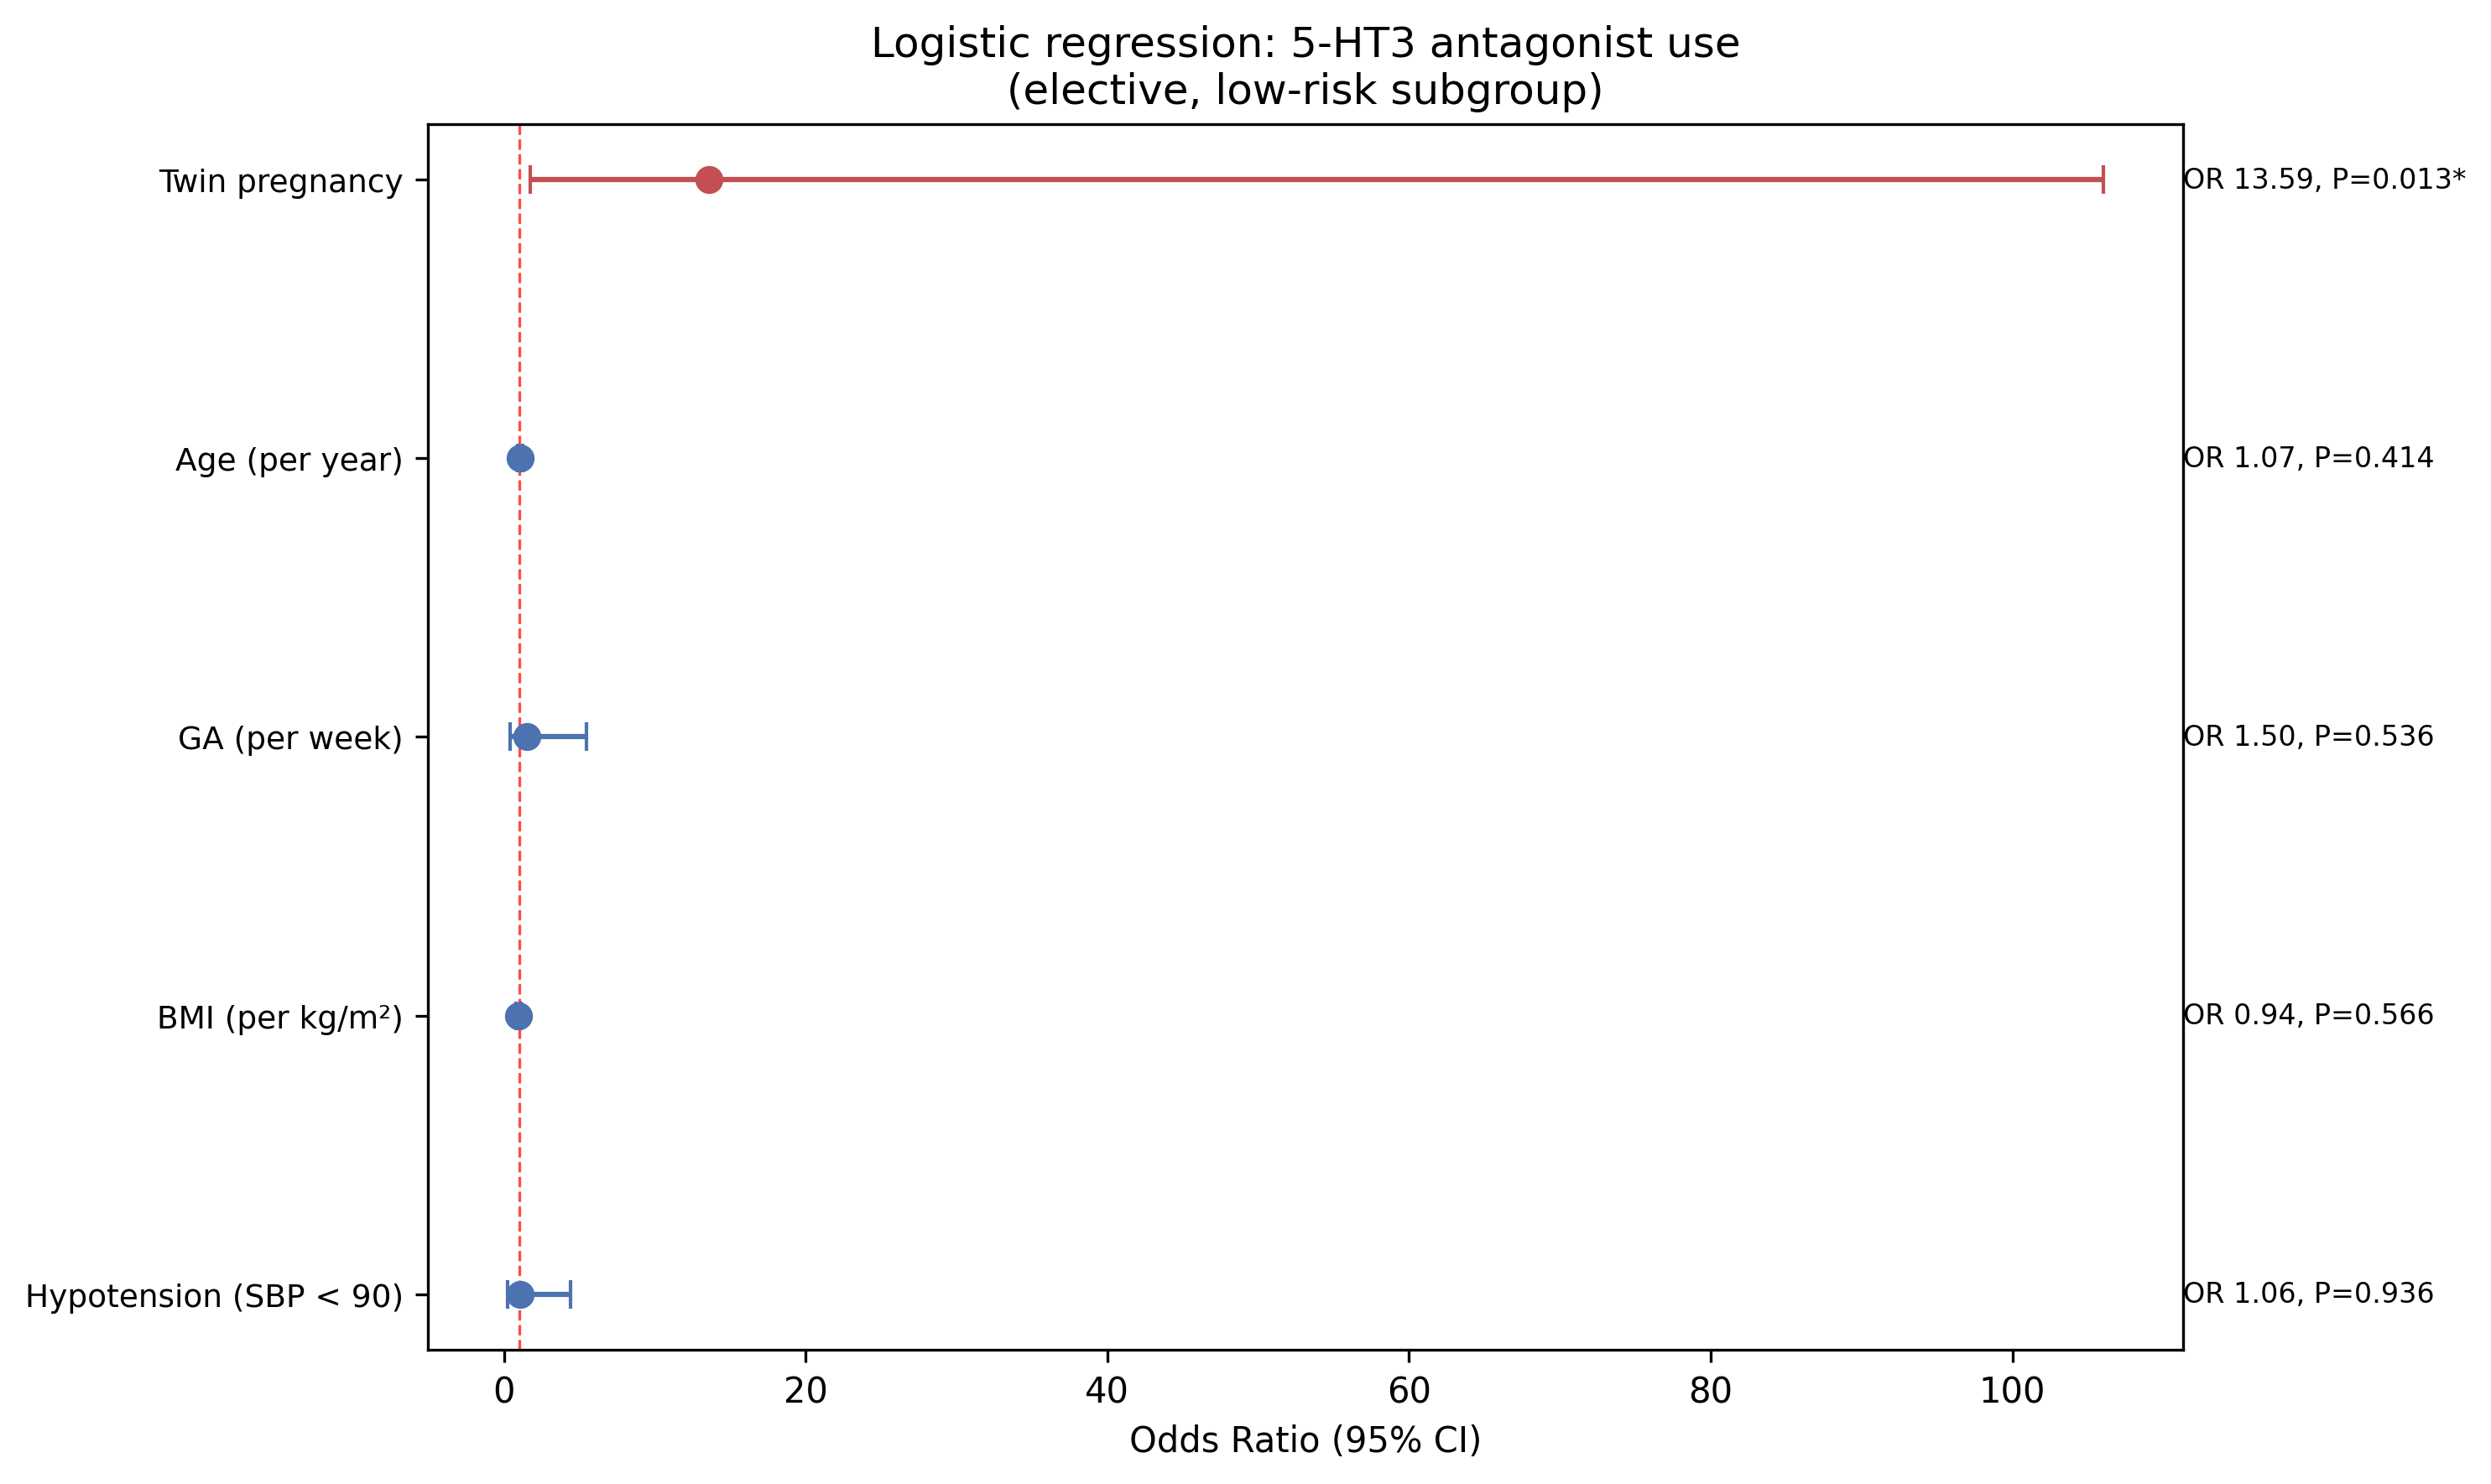 Logistic regression: 5-HT3 antagonist use
(elective, low-risk subgroup)
Twin pregnancy
OR 13.59, P=0.013*
Age (per year)
OR 1.07, P=0.414
GA (per week)
OR 1.50, P=0.536
BMI (per kg/m²)
OR 0.94, P=0.566
Hypotension (SBP < 90)
OR 1.06, P=0.936
0 20 40 60 80 100
Odds Ratio (95% CI)